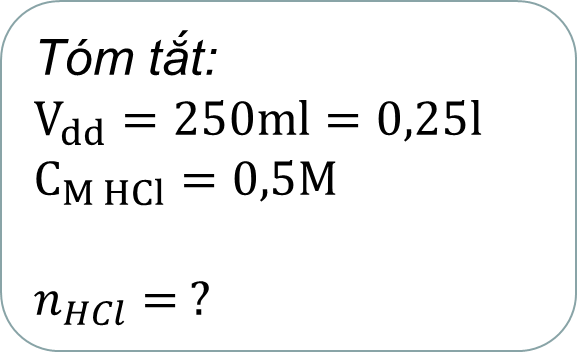 Tóm tắt:
V_dd = 250ml = 0,25l
C_M HCl = 0,5M
n_HCl = ?